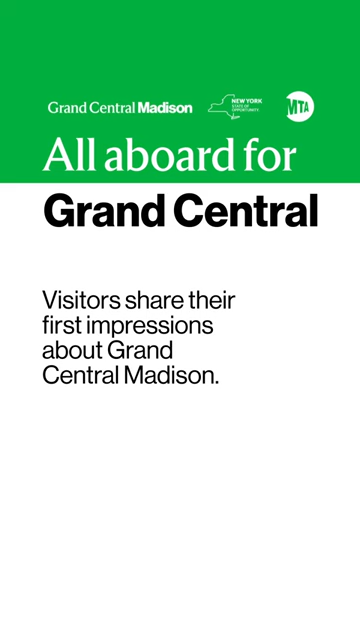 Grand Central Madison
NEW YORK
STATE OF
OPPORTUNITY.
MTA
All aboard for
Grand Central
Visitors share their
first impressions
about Grand
Central Madison.